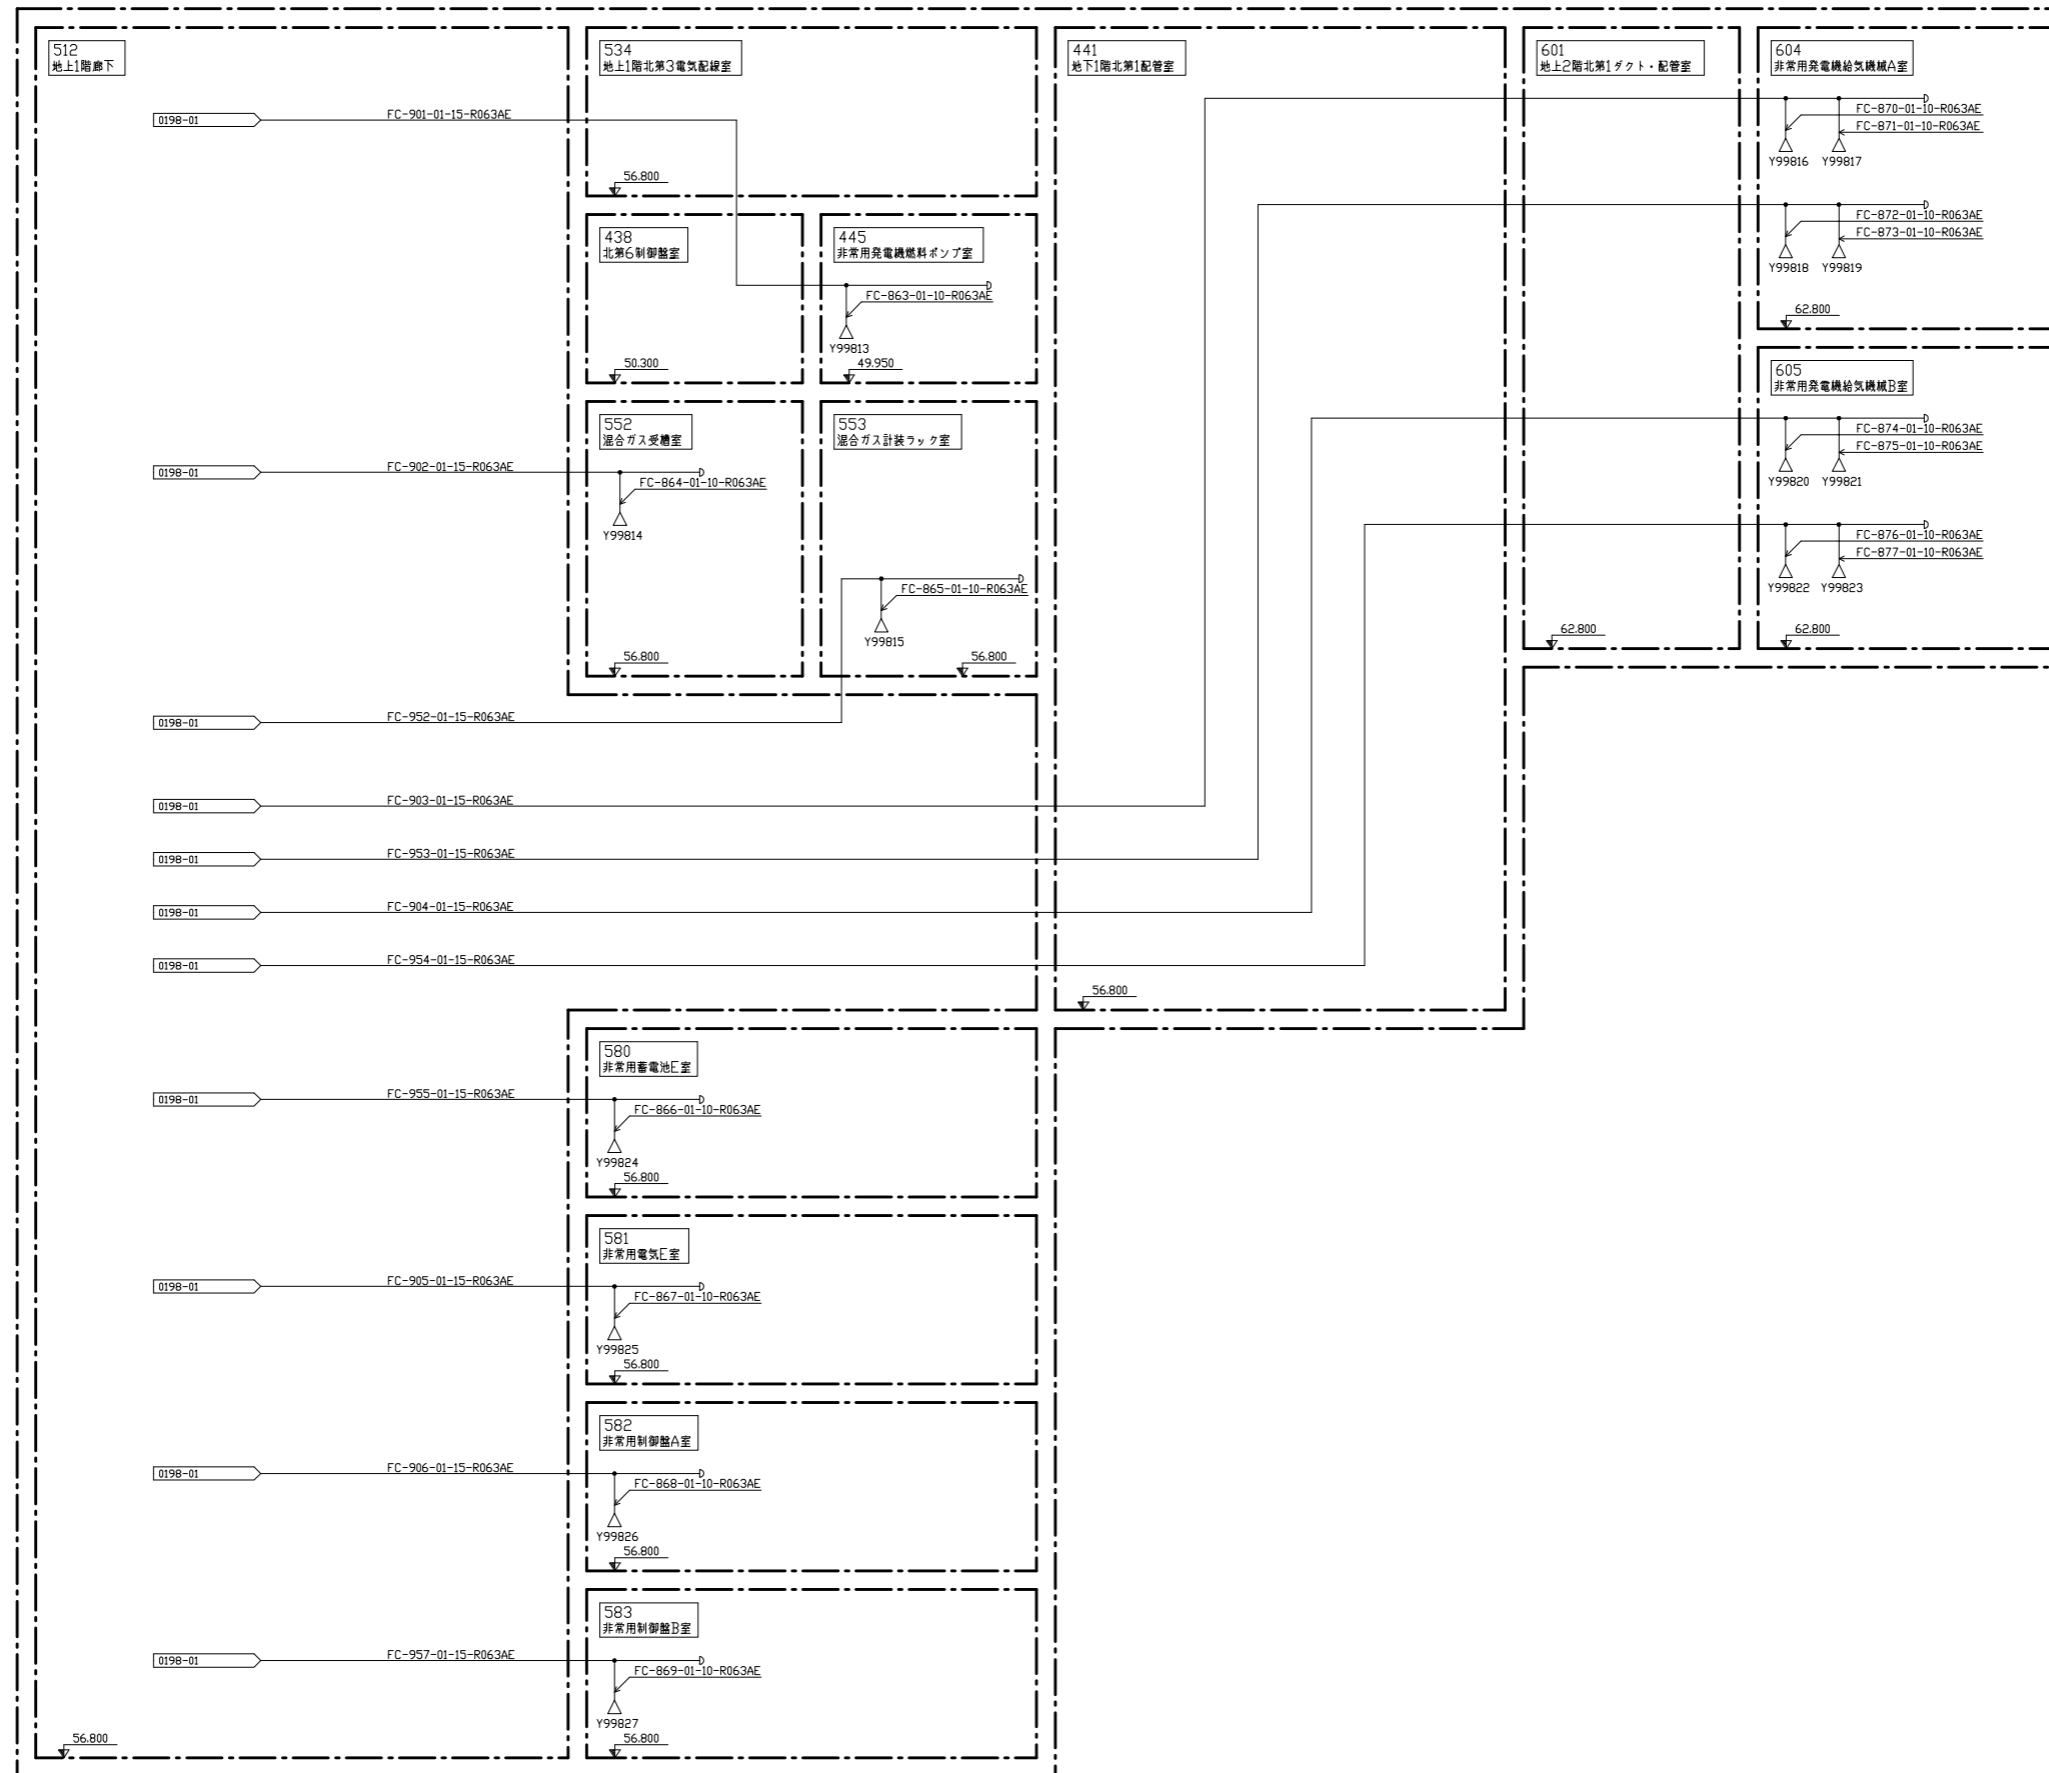 512
地上1階廊下
0198-01
FC-901-01-15-R063AE
0198-01
FC-902-01-15-R063AE
0198-01
FC-952-01-15-R063AE
0198-01
FC-903-01-15-R063AE
0198-01
FC-953-01-15-R063AE
0198-01
FC-904-01-15-R063AE
0198-01
FC-954-01-15-R063AE
0198-01
FC-955-01-15-R063AE
0198-01
FC-905-01-15-R063AE
0198-01
FC-906-01-15-R063AE
0198-01
FC-957-01-15-R063AE
56.800
534
地上1階北第3電気配線室
56.800
438
北第6制御盤室
50.300
445
非常用発電機燃料ポンプ室
FC-863-01-10-R063AE
Y99813
49.950
552
混合ガス受槽室
FC-864-01-10-R063AE
Y99814
56.800
553
混合ガス計装ラック室
FC-865-01-10-R063AE
Y99815
56.800
441
地下1階北第1配管室
56.800
601
地上2階北第1ダクト・配管室
62.800
604
非常用発電機給気機械A室
FC-870-01-10-R063AE
FC-871-01-10-R063AE
Y99816
Y99817
FC-872-01-10-R063AE
FC-873-01-10-R063AE
Y99818
Y99819
62.800
605
非常用発電機給気機械B室
FC-874-01-10-R063AE
FC-875-01-10-R063AE
Y99820
Y99821
FC-876-01-10-R063AE
FC-877-01-10-R063AE
Y99822
Y99823
62.800
580
非常用蓄電池E室
FC-866-01-10-R063AE
Y99824
56.800
581
非常用電気E室
FC-867-01-10-R063AE
Y99825
56.800
582
非常用制御盤A室
FC-868-01-10-R063AE
Y99826
56.800
583
非常用制御盤B室
FC-869-01-10-R063AE
Y99827
56.800